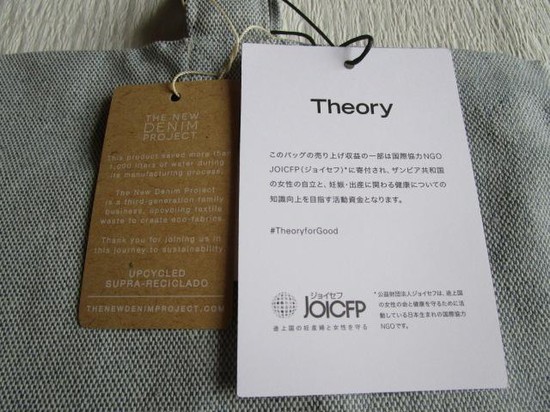 THE NEW
DENIM
PROJECT
This product saved more than
1,000 liters of water during
its manufacturing process.
The New Denim Project
is a third-generation family
business, upcycling textile
waste to create eco-fabrics.
Thank you for joining us in
this journey to sustainability
UPCYCLED
SUPRA-RECICLADO
THENEWDENIMPROJECT.COM
Theory
このバッグの売り上げ収益の一部は国際協力NGO
JOICFP(ジョイセフ)*に寄付され、ザンビア共和国
の女性の自立と、妊娠・出産に関わる健康についての
知識向上を目指す活動資金となります。
#TheoryforGood
ジョイセフ
JOICFP
途上国の妊産婦と女性を守る
*公益財団法人ジョイセフは、途上国
の女性の命と健康を守るために活
動している日本生まれの国際協力
NGOです。